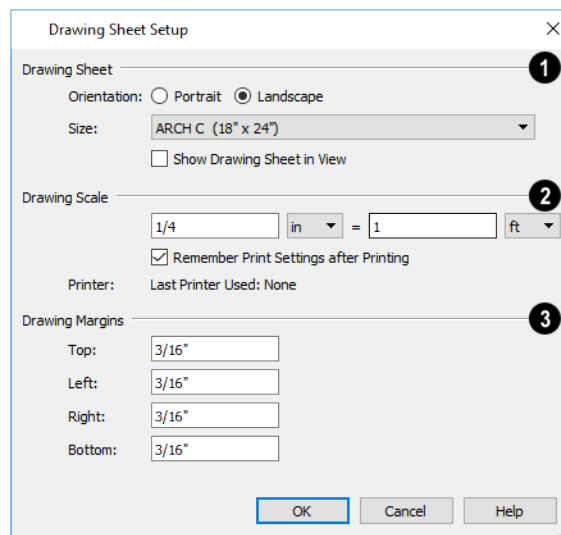 Drawing Sheet Setup
Drawing Sheet 1
Orientation: Portrait Landscape
Size: ARCH C (18" x 24")
Show Drawing Sheet in View
Drawing Scale 2
1/4 in = 1 ft
Remember Print Settings after Printing
Printer: Last Printer Used: None
Drawing Margins 3
Top: 3/16"
Left: 3/16"
Right: 3/16"
Bottom: 3/16"
OK Cancel Help